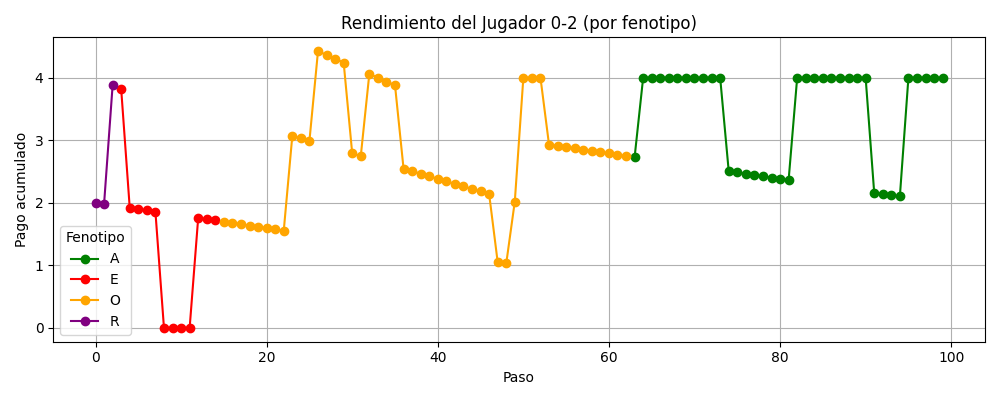 Rendimiento del Jugador 0-2 (por fenotipo)
Pago acumulado
4
3
2
1
0
Fenotipo
A
E
O
R
0 20 40 60 80 100
Paso